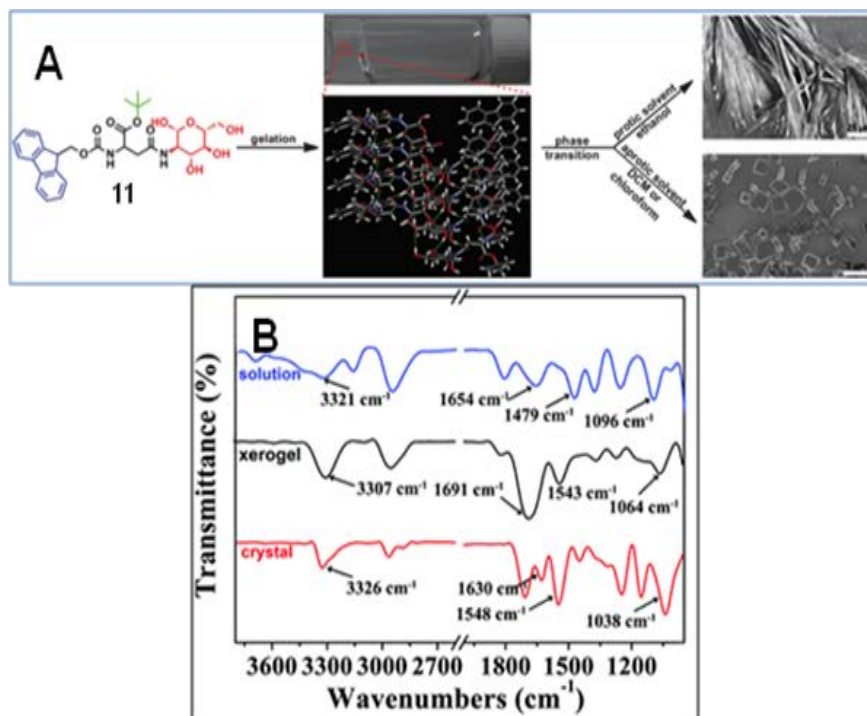 A
HO
O
OH
HO
OH
O
O
O
O
O
N
H
N
H
11
gelation
phase
transition
protic solvent
ethanol
aprotic solvent
DCM or
chloroform
B
solution
3321 cm⁻¹
1654 cm⁻¹
1479 cm⁻¹
1096 cm⁻¹
xerogel
3307 cm⁻¹
1691 cm⁻¹
1543 cm⁻¹
1064 cm⁻¹
crystal
3326 cm⁻¹
1630 cm⁻¹
1548 cm⁻¹
1038 cm⁻¹
Transmittance (%)
3600 3300 3000 2700 1800 1500 1200
Wavenumbers (cm⁻¹)